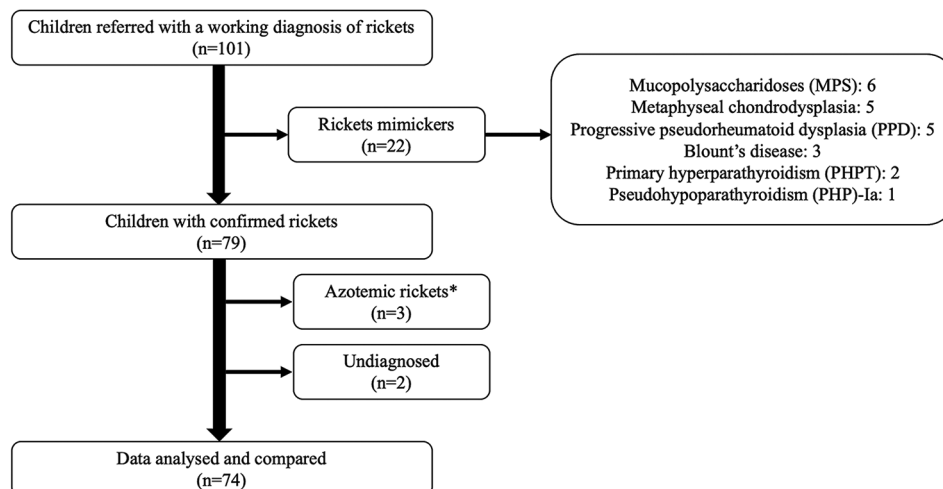 Children referred with a working diagnosis of rickets
(n=101)
Rickets mimickers
(n=22)
Mucopolysaccharidoses (MPS): 6
Metaphyseal chondrodysplasia: 5
Progressive pseudorheumatoid dysplasia (PPD): 5
Blount's disease: 3
Primary hyperparathyroidism (PHPT): 2
Pseudohypoparathyroidism (PHP)-Ia: 1
Children with confirmed rickets
(n=79)
Azotemic rickets*
(n=3)
Undiagnosed
(n=2)
Data analysed and compared
(n=74)